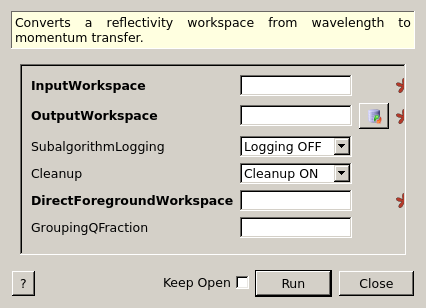 Converts a reflectivity workspace from wavelength to
momentum transfer.
InputWorkspace
OutputWorkspace
SubalgorithmLogging Logging OFF
Cleanup Cleanup ON
DirectForegroundWorkspace
GroupingQFraction
? Keep Open Run Close